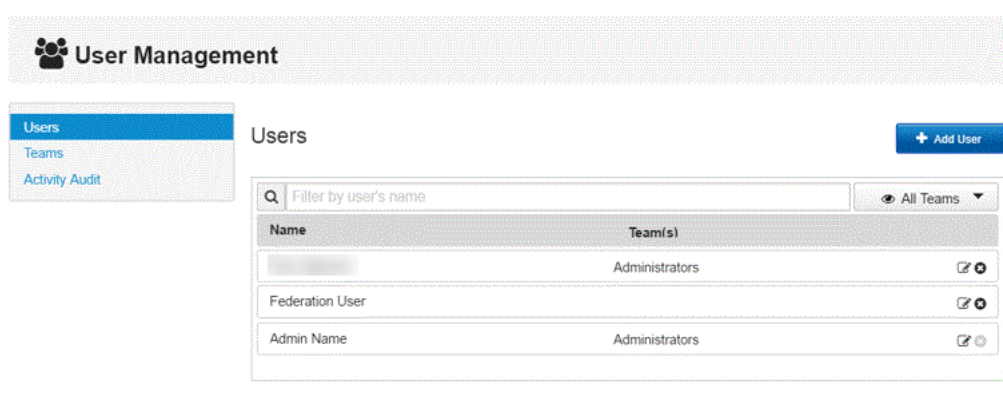 User Management
Users
Teams
Activity Audit
Users
Add User
Filter by user's name
All Teams
Name Team(s)
Administrators
Federation User
Admin Name Administrators